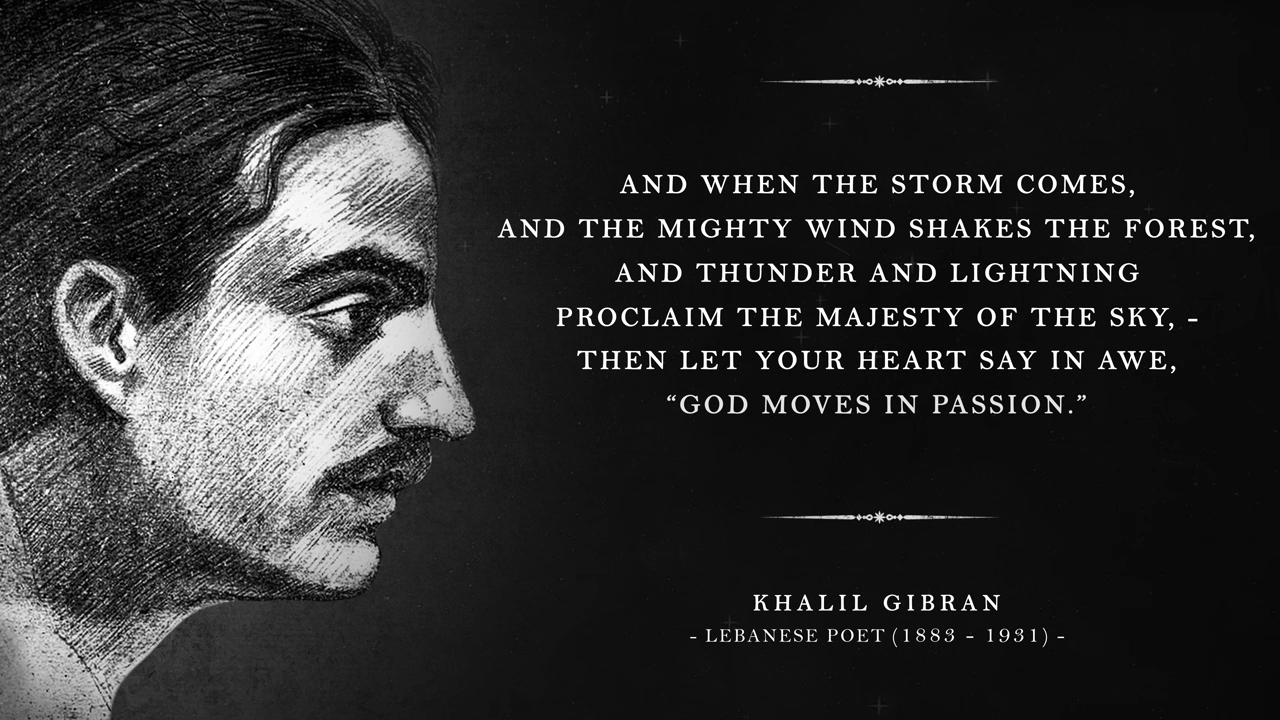 AND WHEN THE STORM COMES,
AND THE MIGHTY WIND SHAKES THE FOREST,
AND THUNDER AND LIGHTNING
PROCLAIM THE MAJESTY OF THE SKY, -
THEN LET YOUR HEART SAY IN AWE,
“GOD MOVES IN PASSION.”
KHALIL GIBRAN
- LEBANESE POET (1883 - 1931) -